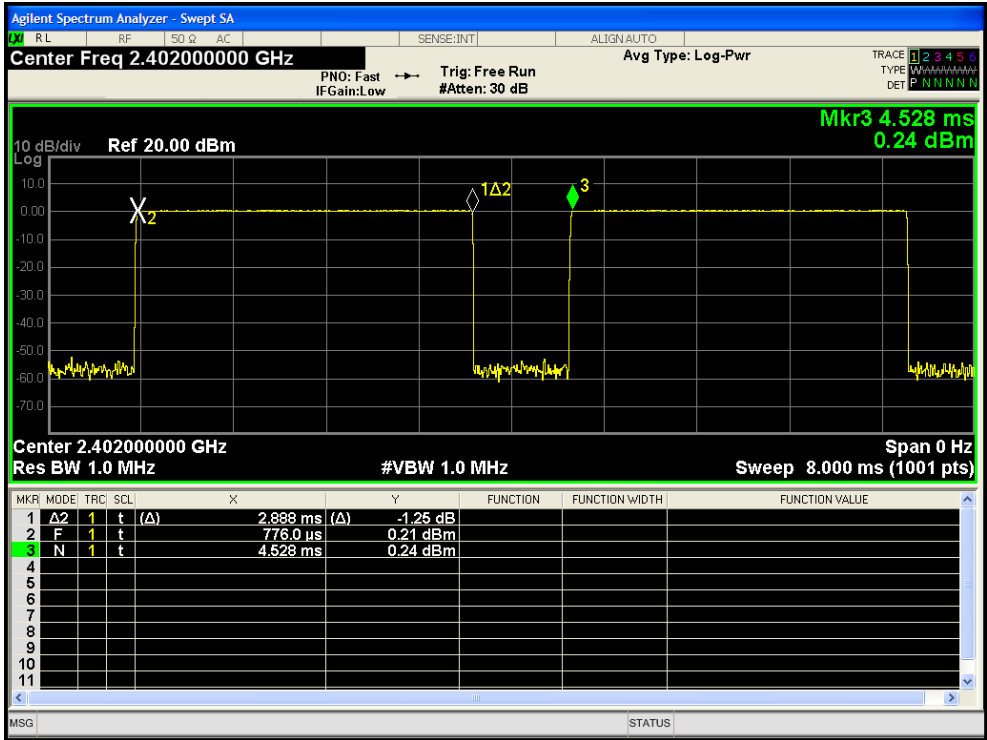 Agilent Spectrum Analyzer - Swept SA
LXI RL RF 50 Ω AC SENSE:INT ALIGN AUTO
Center Freq 2.402000000 GHz
PNO: Fast
IFGain:Low
Trig: Free Run
#Atten: 30 dB
Avg Type: Log-Pwr
TRACE 1 2 3 4 5 6
TYPE
DET P N N N N N
Mkr3 4.528 ms
0.24 dBm
10 dB/div Ref 20.00 dBm
Log
10.0
0.00
-10.0
-20.0
-30.0
-40.0
-50.0
-60.0
-70.0
2
1Δ2
3
Center 2.402000000 GHz Span 0 Hz
Res BW 1.0 MHz #VBW 1.0 MHz Sweep 8.000 ms (1001 pts)
MKR MODE TRC SCL X Y FUNCTION FUNCTION WIDTH FUNCTION VALUE
1 Δ2 1 t (Δ) 2.888 ms (Δ) -1.25 dB
2 F 1 t 776.0 µs 0.21 dBm
3 N 1 t 4.528 ms 0.24 dBm
4
5
6
7
8
9
10
11
MSG STATUS